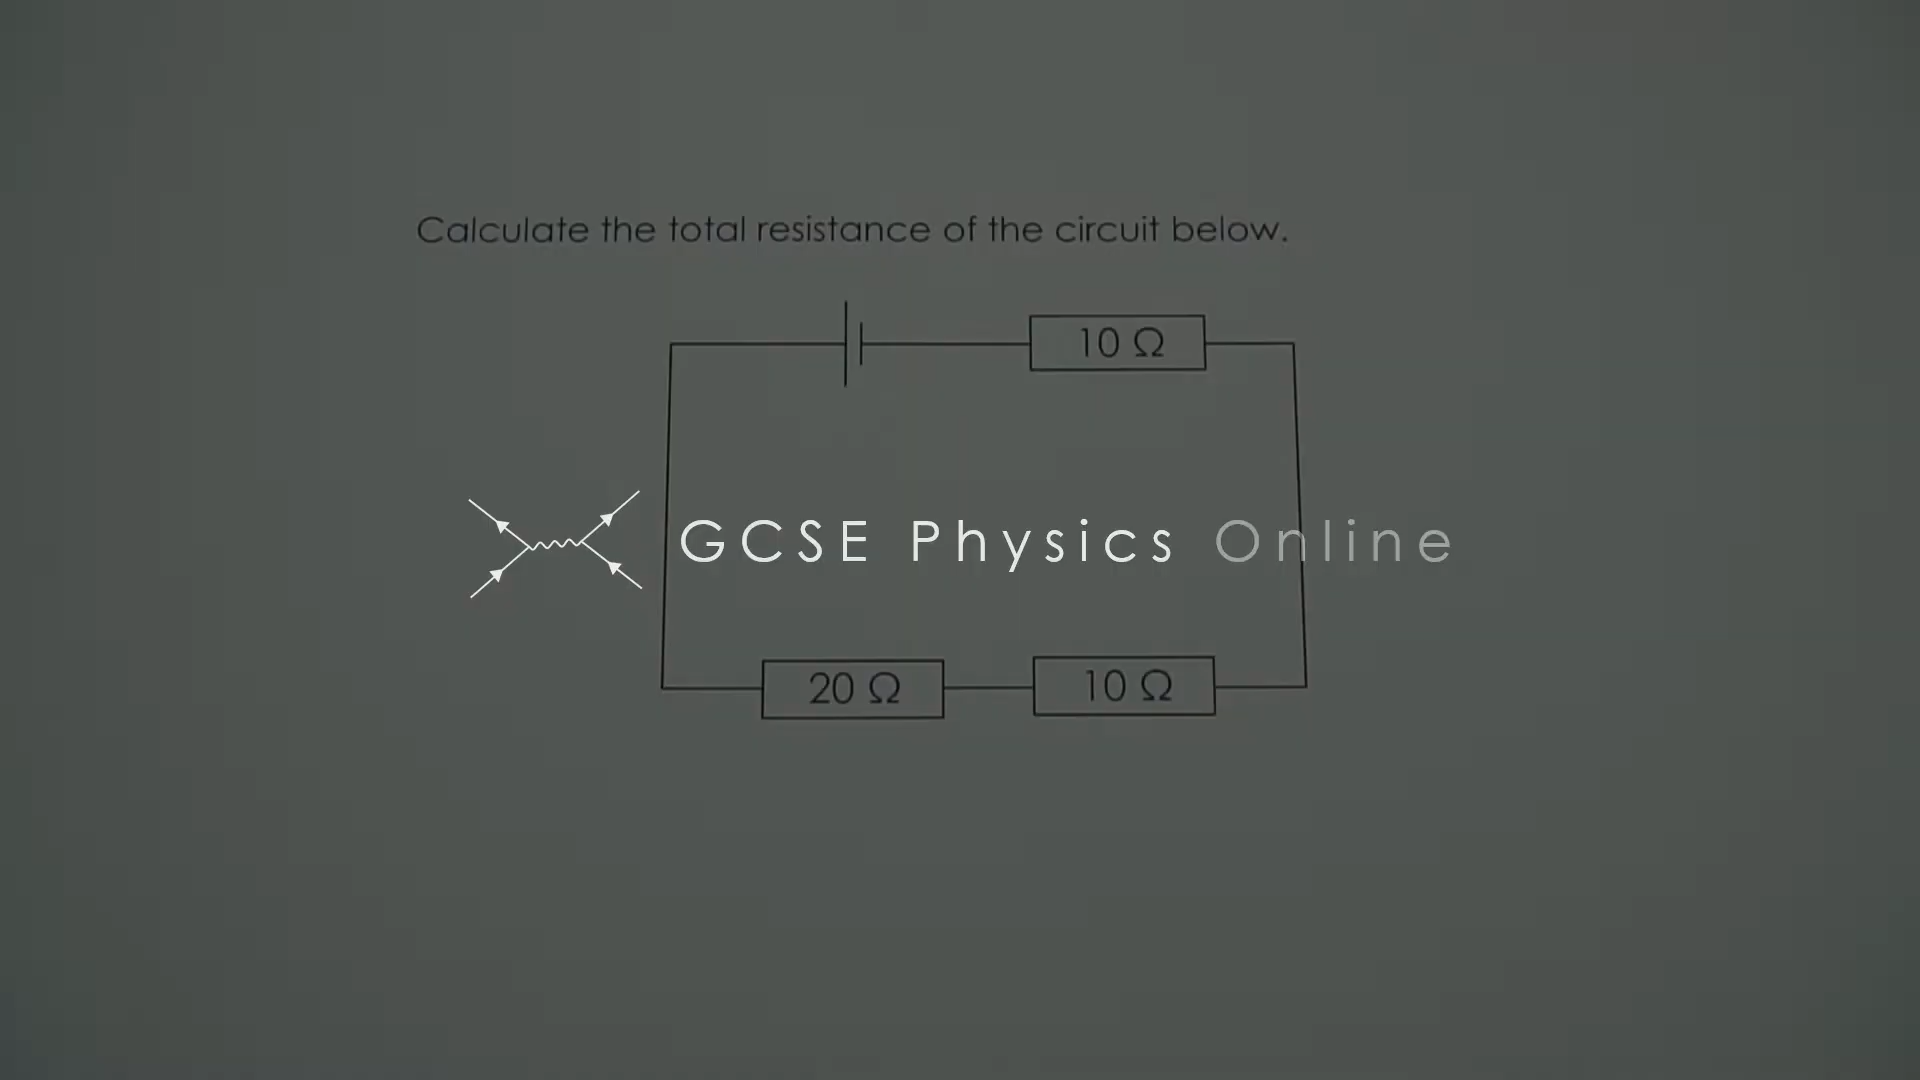 Calculate the total resistance of the circuit below.
10 Ω
GCSE Physics Online
20 Ω
10 Ω